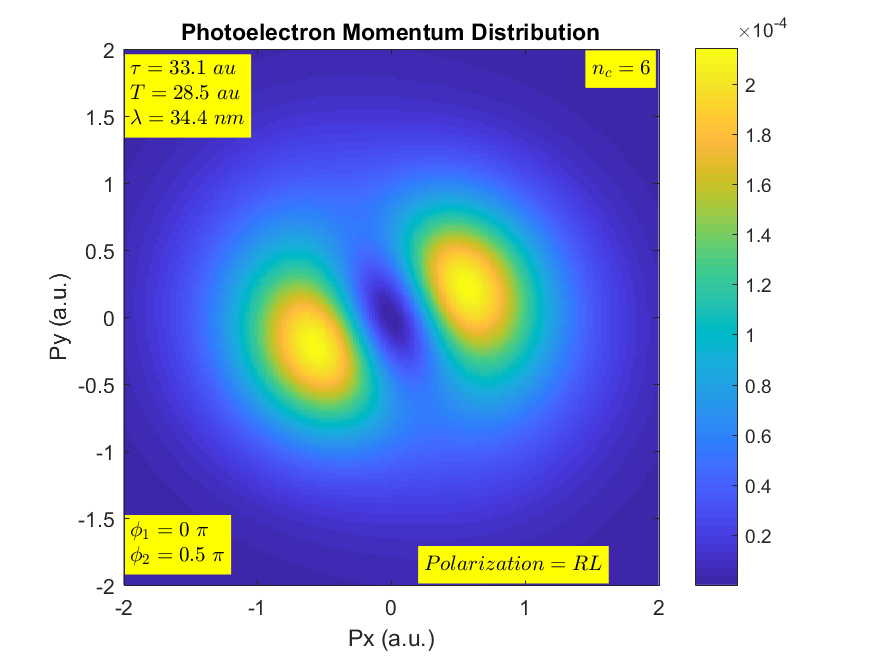 Photoelectron Momentum Distribution
×10⁻⁴
τ = 33.1 au
T = 28.5 au
λ = 34.4 nm
n_c = 6
ϕ₁ = 0 π
ϕ₂ = 0.5 π
Polarization = RL
2
1.5
1
0.5
0
-0.5
-1
-1.5
-2
Py (a.u.)
-2
-1
0
1
2
Px (a.u.)
2
1.8
1.6
1.4
1.2
1
0.8
0.6
0.4
0.2